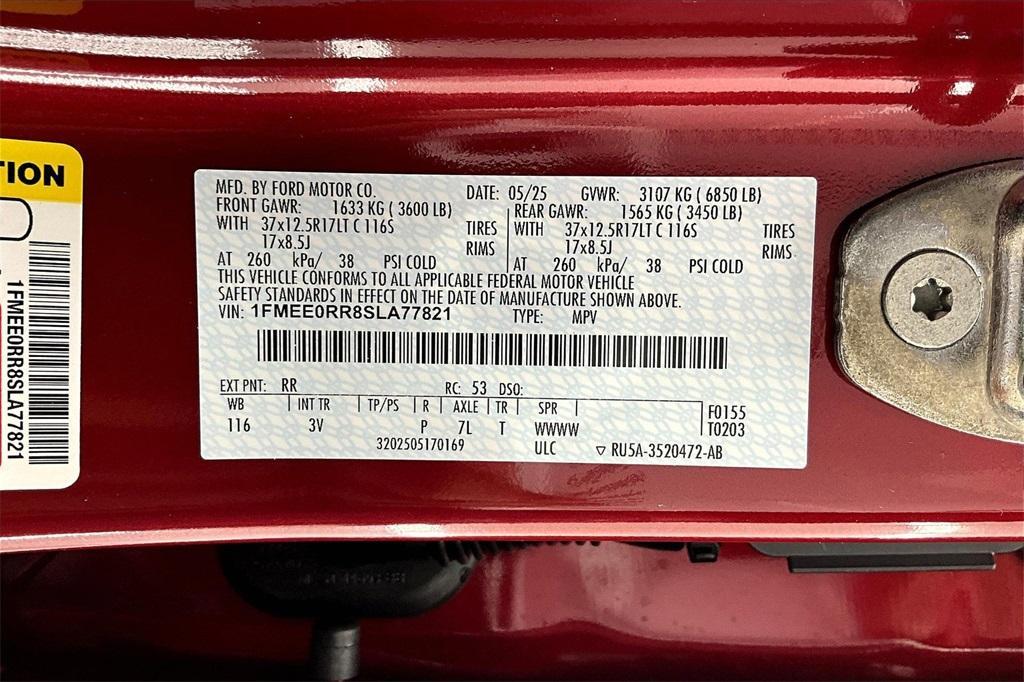 TION
1FMEE0RR8SLA77821
MFD. BY FORD MOTOR CO. DATE: 05/25 GVWR: 3107 KG ( 6850 LB)
FRONT GAWR: 1633 KG ( 3600 LB) REAR GAWR: 1565 KG ( 3450 LB)
WITH 37x12.5R17LT C 116S TIRES WITH 37x12.5R17LT C 116S TIRES
17x8.5J RIMS 17x8.5J RIMS
AT 260 kPa/ 38 PSI COLD AT 260 kPa/ 38 PSI COLD
THIS VEHICLE CONFORMS TO ALL APPLICABLE FEDERAL MOTOR VEHICLE
SAFETY STANDARDS IN EFFECT ON THE DATE OF MANUFACTURE SHOWN ABOVE.
VIN: 1FMEE0RR8SLA77821 TYPE: MPV
EXT PNT: RR RC: 53 DSO:
WB INT TR TP/PS R AXLE TR SPR F0155
116 3V P 7L T WWWW T0203
3202505170169 ULC ▽ RU5A-3520472-AB